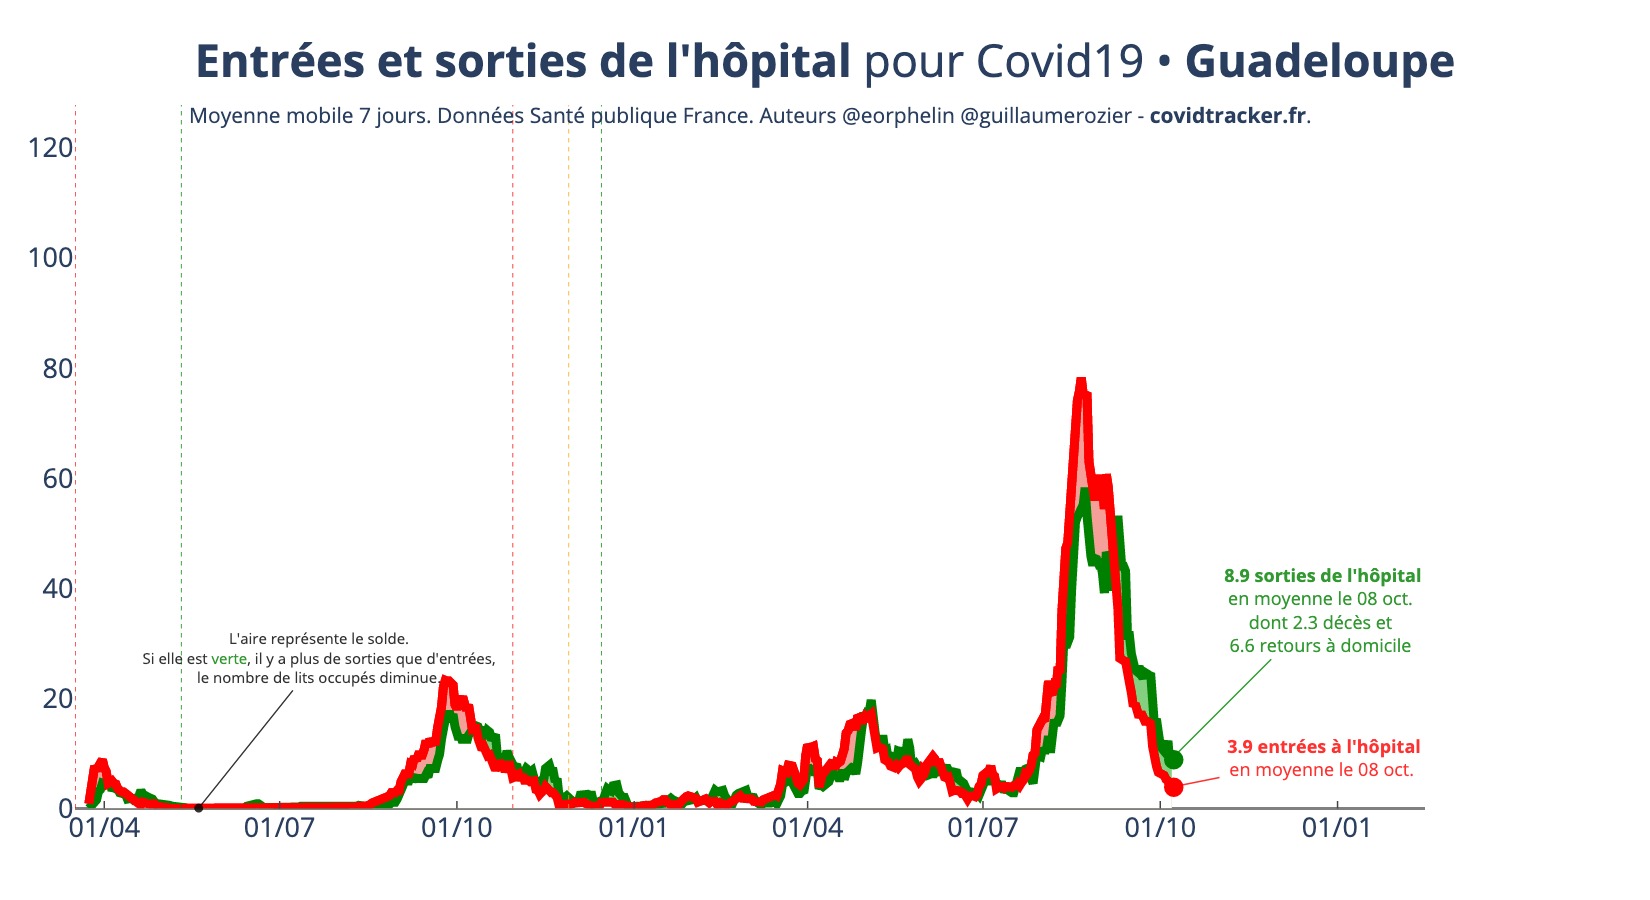 Entrées et sorties de l'hôpital pour Covid19 • Guadeloupe
Moyenne mobile 7 jours. Données Santé publique France. Auteurs @eorphelin @guillaumerozier - covidtracker.fr.
120
100
80
60
40
20
0
8.9 sorties de l'hôpital
en moyenne le 08 oct.
dont 2.3 décès et
6.6 retours à domicile
L'aire représente le solde.
Si elle est verte, il y a plus de sorties que d'entrées,
le nombre de lits occupés diminue.
3.9 entrées à l'hôpital
en moyenne le 08 oct.
01/04 01/07 01/10 01/01 01/04 01/07 01/10 01/01